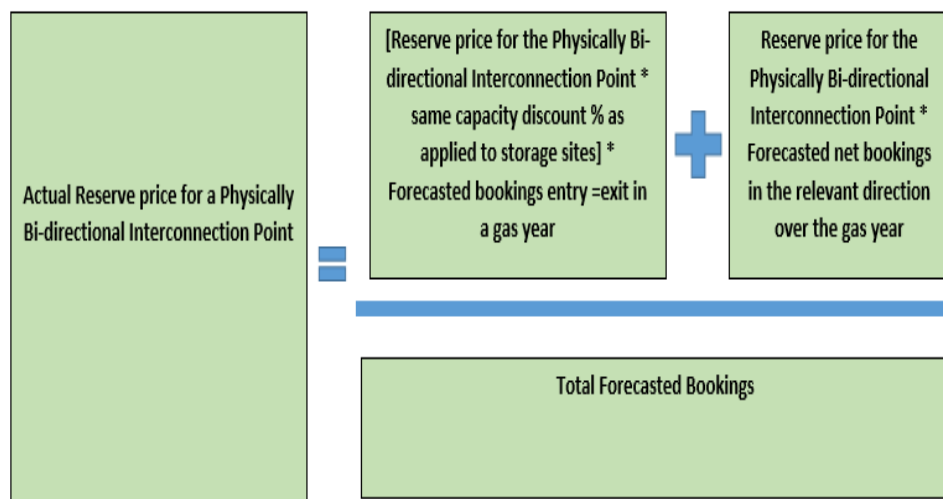 Actual Reserve price for a Physically
Bi-directional Interconnection Point
[Reserve price for the Physically Bi-
directional Interconnection Point *
same capacity discount % as
applied to storage sites] *
Forecasted bookings entry =exit in
a gas year
Reserve price for the
Physically Bi-directional
Interconnection Point *
Forecasted net bookings
in the relevant direction
over the gas year
Total Forecasted Bookings